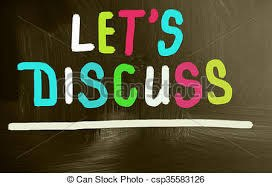 LET'S
DISCUSS
© Can Stock Photo - csp35583126